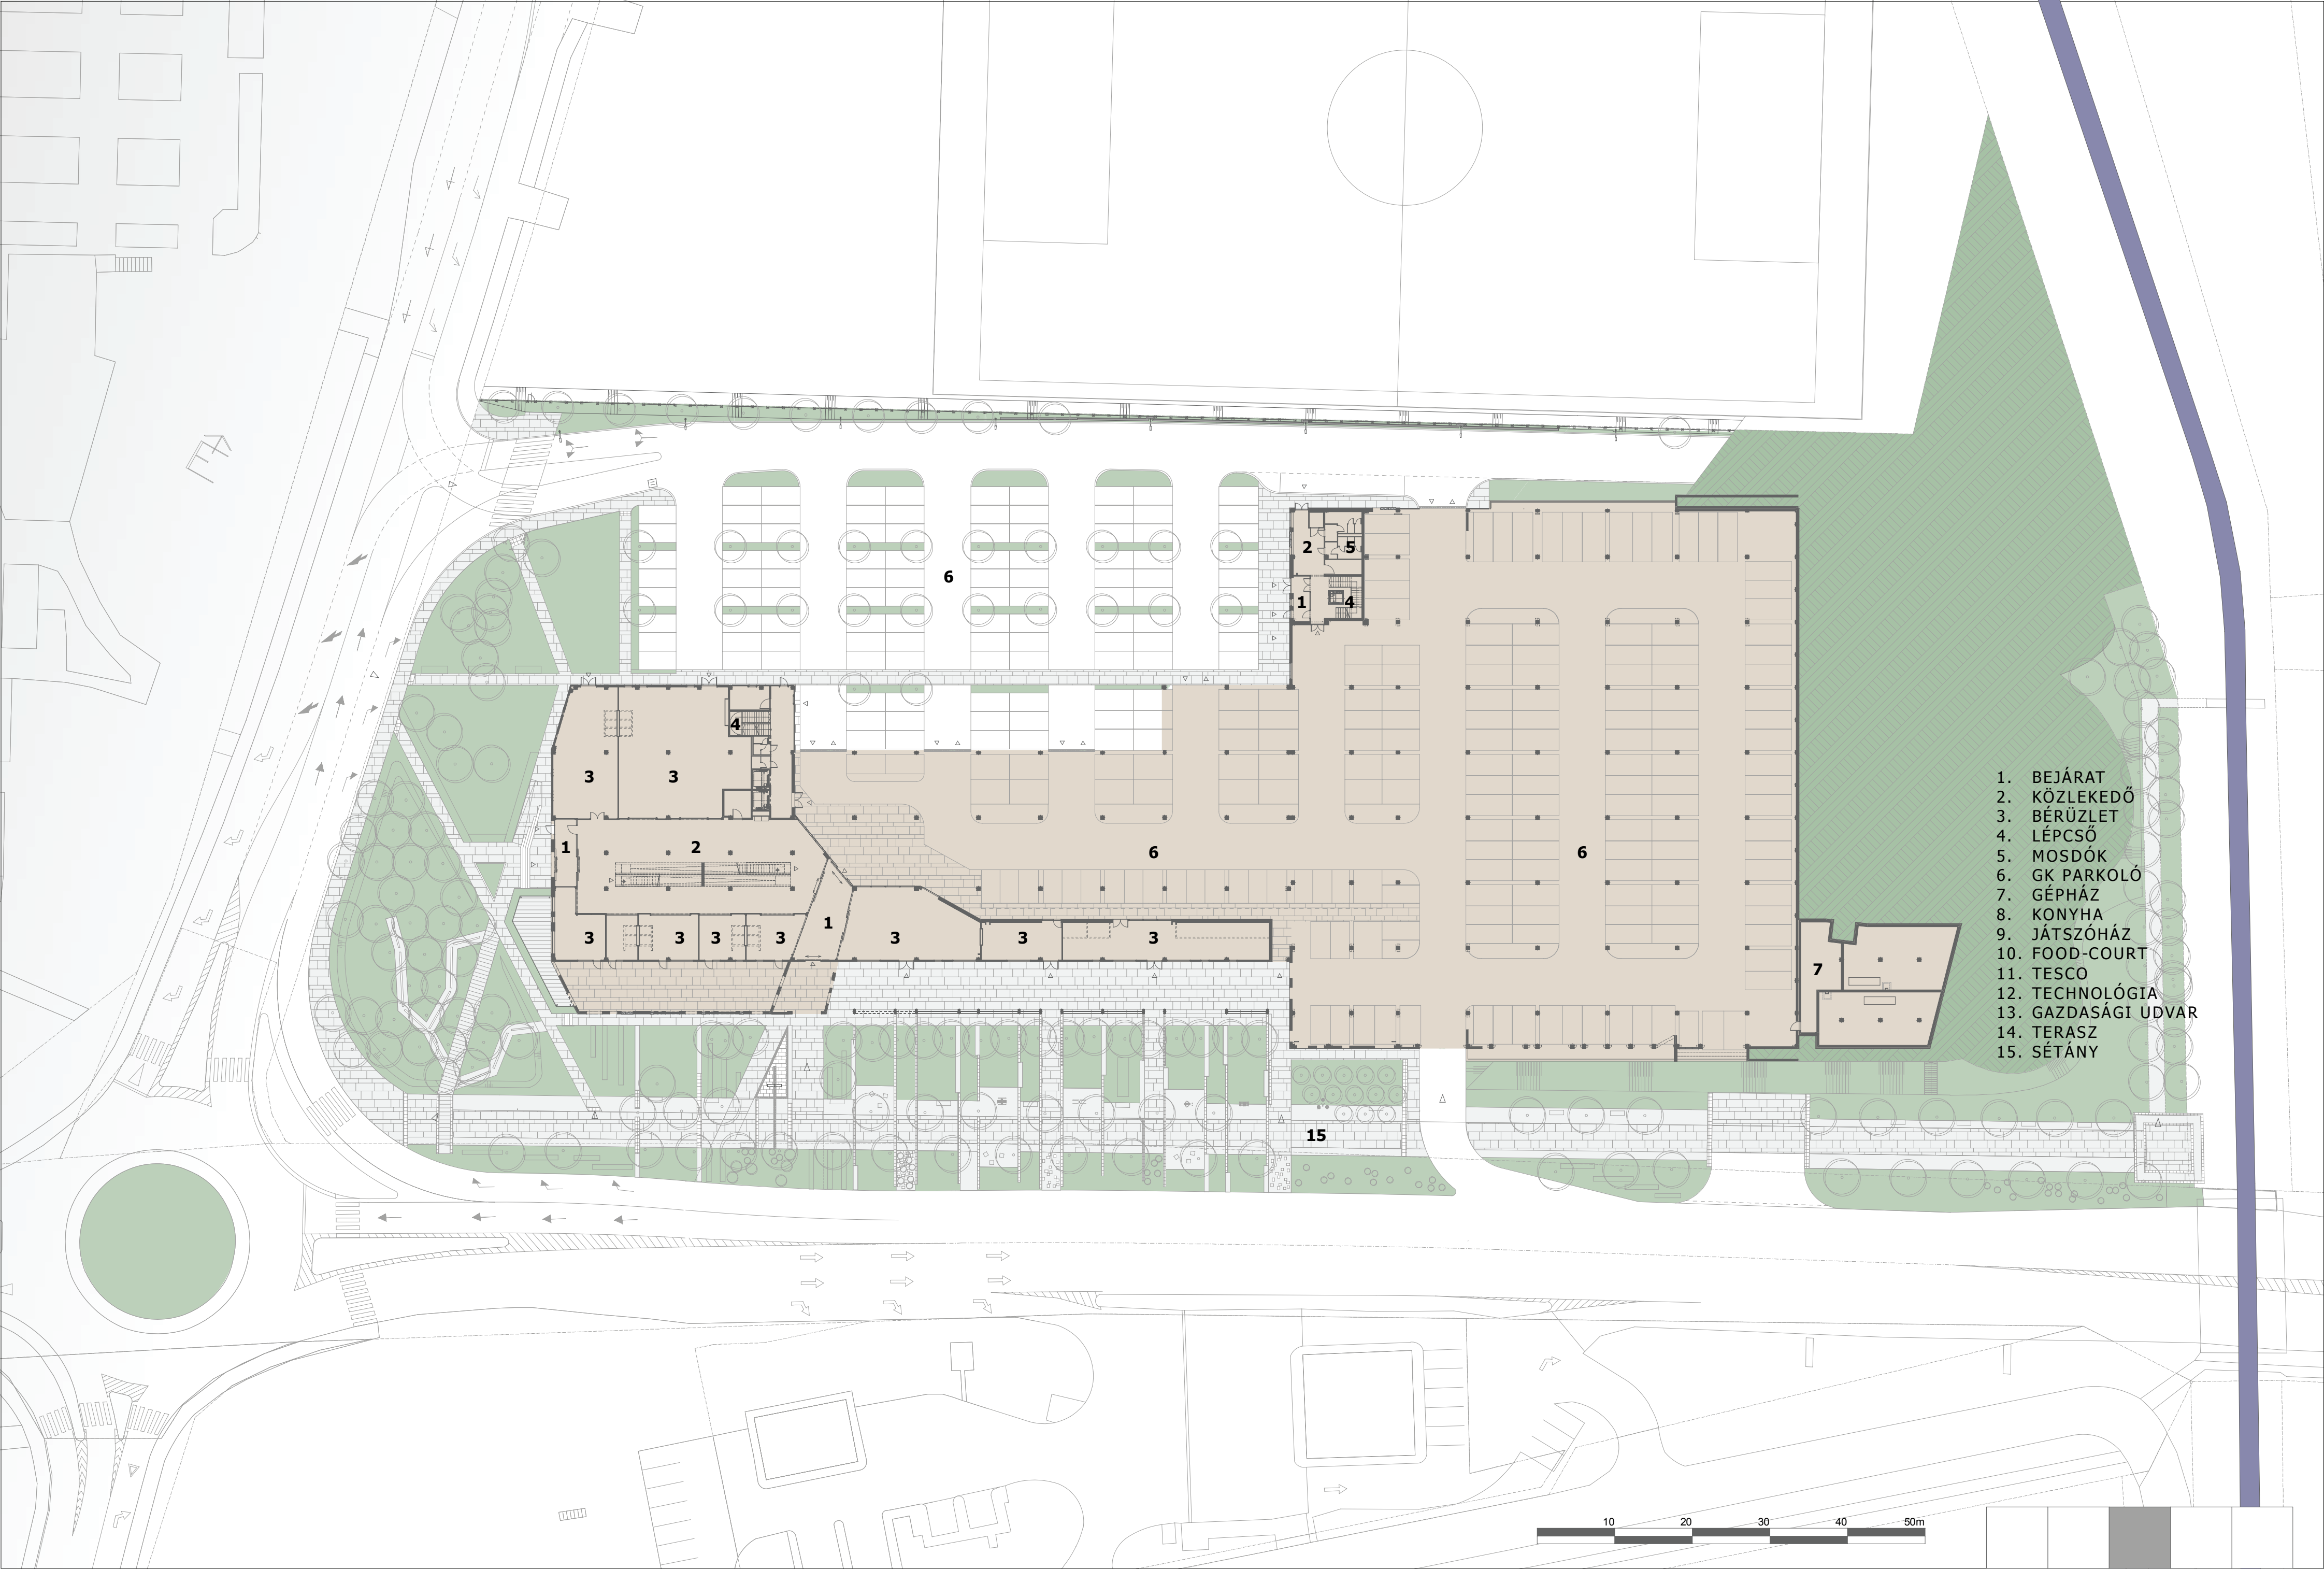 6
2 5
1 4
4
3 3
1 2
6 6
3 3 3 3 1 3 3 3
7
15
1. BEJÁRAT
2. KÖZLEKEDŐ
3. BÉRÜZLET
4. LÉPCSŐ
5. MOSDÓK
6. GK PARKOLÓ
7. GÉPHÁZ
8. KONYHA
9. JÁTSZÓHÁZ
10. FOOD-COURT
11. TESCO
12. TECHNOLÓGIA
13. GAZDASÁGI UDVAR
14. TERASZ
15. SÉTÁNY
10 20 30 40 50m